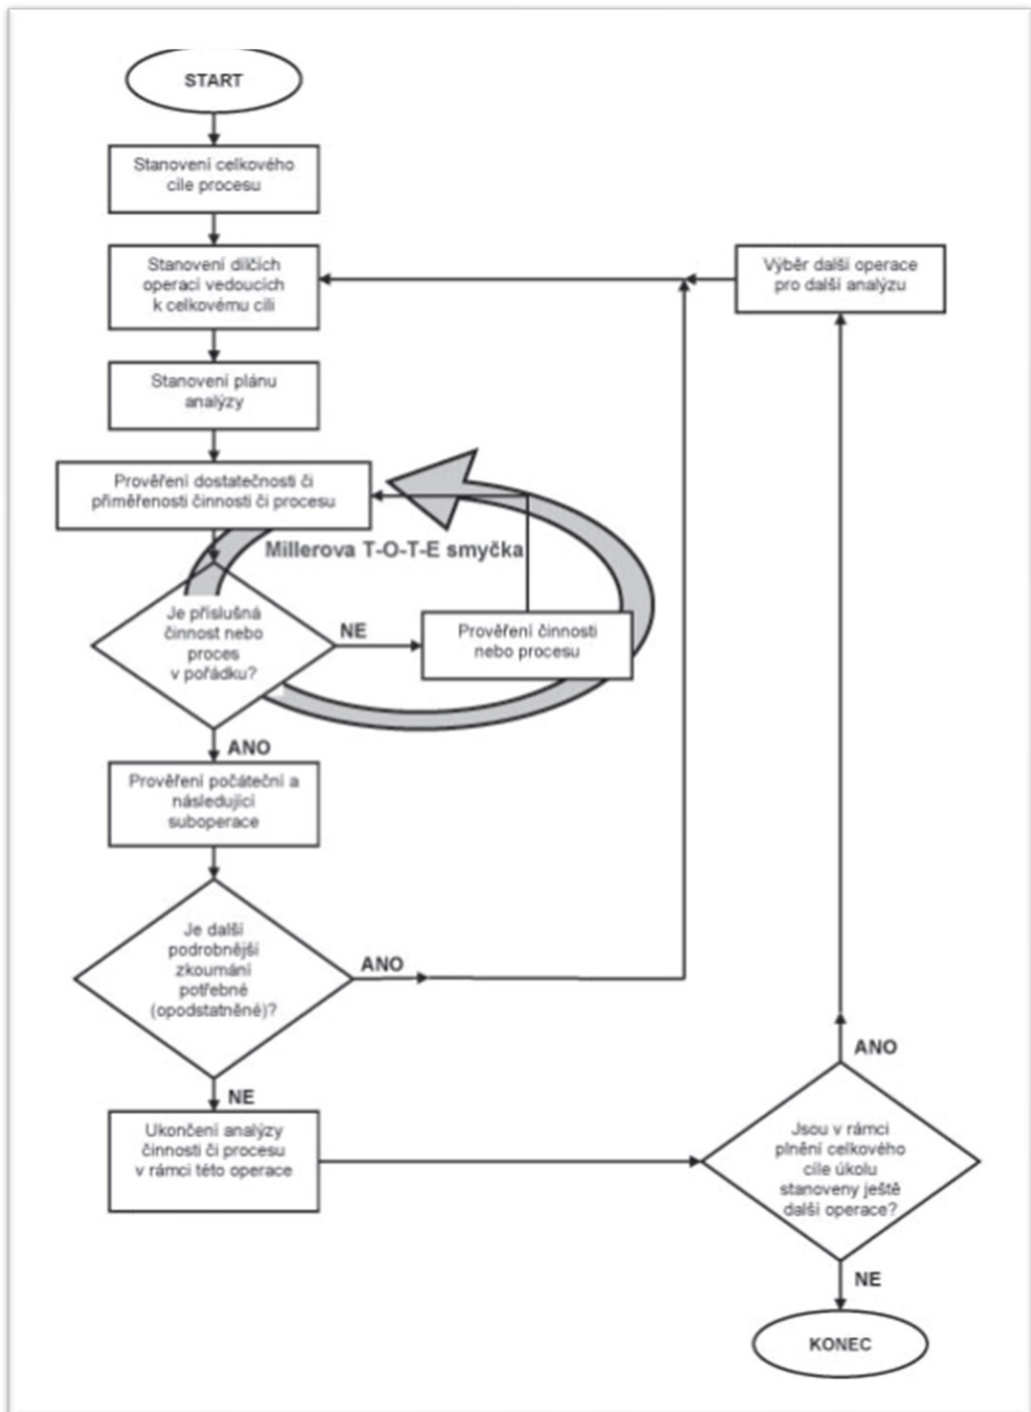 START
Stanovení celkového
cíle procesu
Stanovení dílčích
operací vedoucích
k celkovému cíli
Výběr další operace
pro další analýzu
Stanovení plánu
analýzy
Prověření dostatečnosti či
přiměřenosti činnosti či procesu
Millerova T-O-T-E smyčka
Je příslušná
činnost nebo
proces
v pořádku?
NE
Prověření činnosti
nebo procesu
ANO
Prověření počáteční a
následující
suboperace
Je další
podrobnější
zkoumání
potřebné
(opodstatněné)?
ANO
NE
Ukončení analýzy
činnosti či procesu
v rámci této operace
ANO
Jsou v rámci
plnění celkového
cíle úkolu
stanoveny ještě
další operace?
NE
KONEC